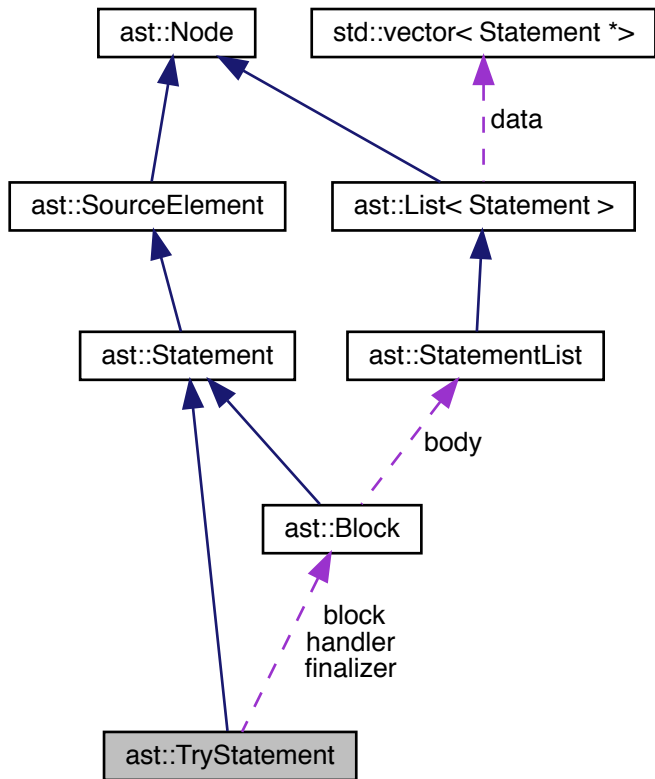 ast::Node
std::vector< Statement *>
data
ast::SourceElement
ast::List< Statement >
ast::Statement
ast::StatementList
body
ast::Block
block
handler
finalizer
ast::TryStatement